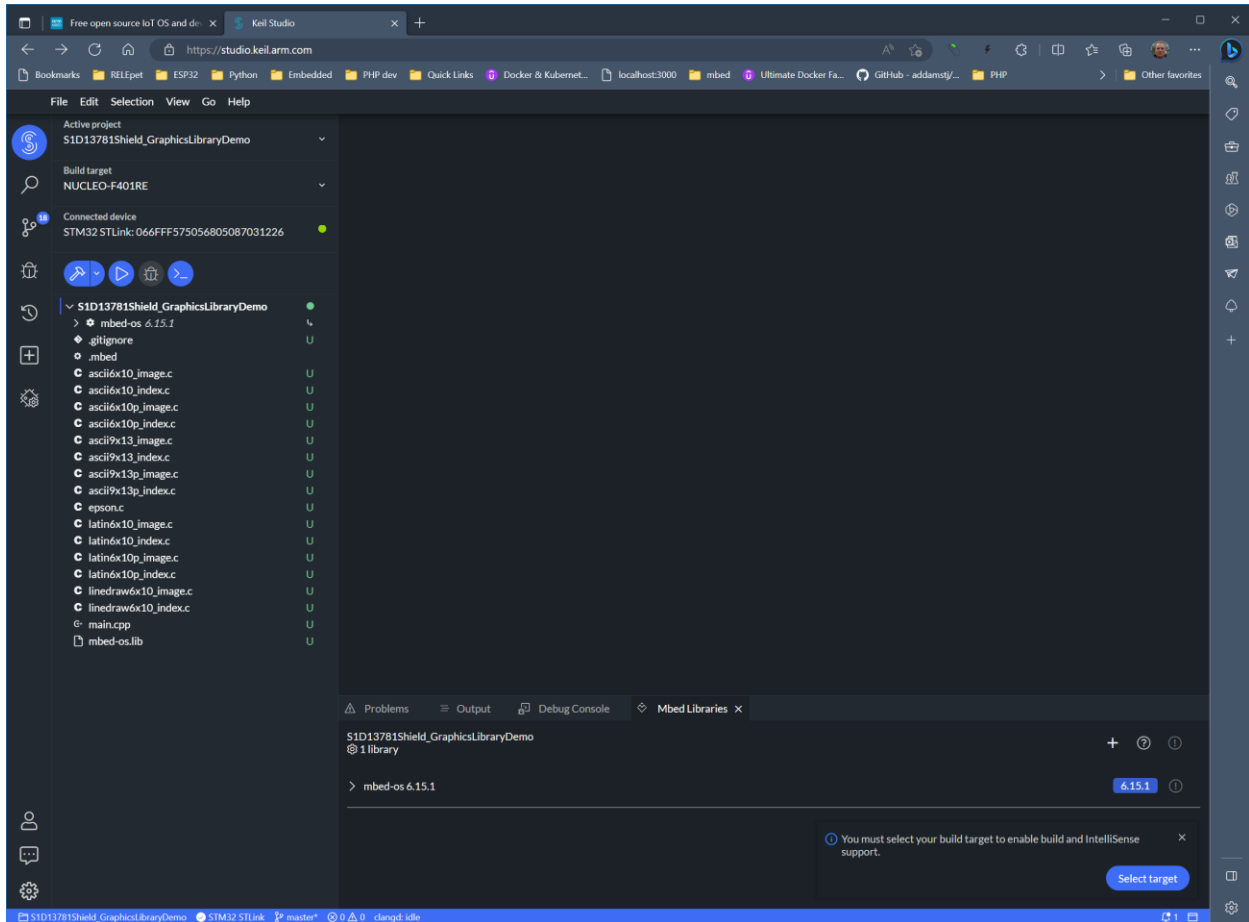 Free open source IoT OS and dev
Keil Studio
https://studio.keil.arm.com
Bookmarks RELEpet ESP32 Python Embedded PHP dev Quick Links Docker & Kubernet... localhost:3000 mbed Ultimate Docker Fa... GitHub - addamstj/... PHP Other favorites
File Edit Selection View Go Help
Active project
S1D13781Shield_GraphicsLibraryDemo
Build target
NUCLEO-F401RE
18
Connected device
STM32 STLink: 066FFF575056805087031226
S1D13781Shield_GraphicsLibraryDemo
mbed-os 6.15.1
.gitignore U
.mbed
ascii6x10_image.c U
ascii6x10_index.c U
ascii6x10p_image.c U
ascii6x10p_index.c U
ascii9x13_image.c U
ascii9x13_index.c U
ascii9x13p_image.c U
ascii9x13p_index.c U
epson.c U
latin6x10_image.c U
latin6x10_index.c U
latin6x10p_image.c U
latin6x10p_index.c U
linedraw6x10_image.c U
linedraw6x10_index.c U
main.cpp U
mbed-os.lib U
Problems Output Debug Console Mbed Libraries
S1D13781Shield_GraphicsLibraryDemo
1 library
mbed-os 6.15.1 6.15.1
You must select your build target to enable build and IntelliSense
support.
Select target
S1D13781Shield_GraphicsLibraryDemo STM32 STLink master* 0 0 clangd: idle 1